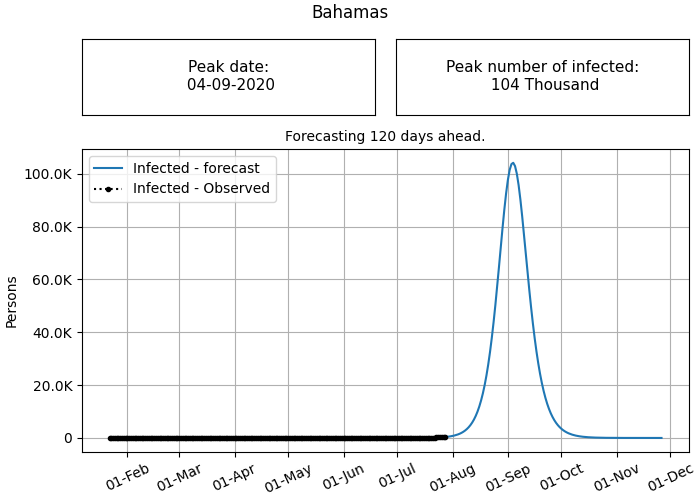 Bahamas
Peak date:
04-09-2020
Peak number of infected:
104 Thousand
Forecasting 120 days ahead.
Infected - forecast
Infected - Observed
100.0K
80.0K
60.0K
40.0K
20.0K
0
Persons
01-Feb
01-Mar
01-Apr
01-May
01-Jun
01-Jul
01-Aug
01-Sep
01-Oct
01-Nov
01-Dec